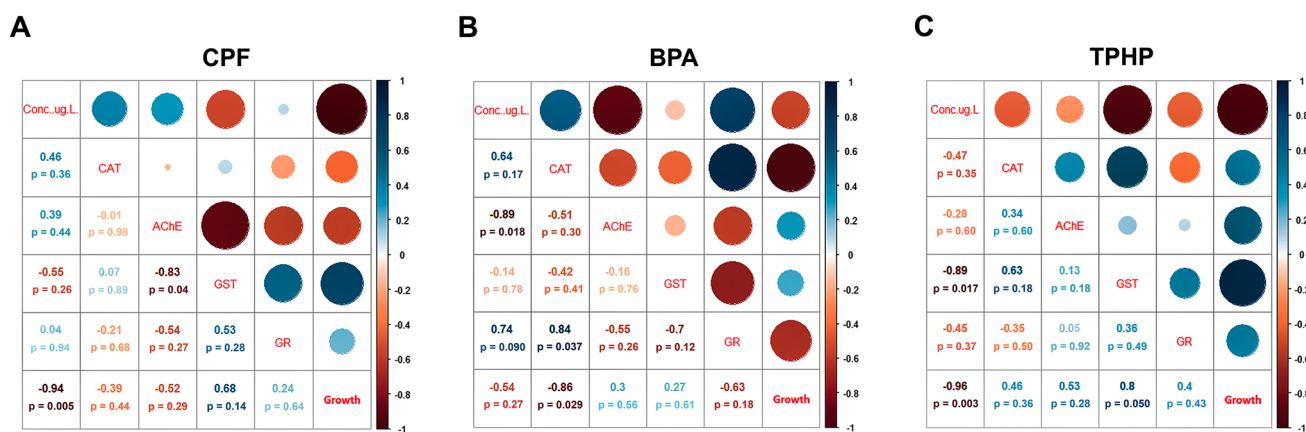 A
CPF
Conc..ug.L.
0.46
p = 0.36
CAT
0.39
p = 0.44
-0.01
p = 0.98
AChE
-0.55
p = 0.26
0.07
p = 0.89
-0.83
p = 0.04
GST
0.04
p = 0.94
-0.21
p = 0.68
-0.54
p = 0.27
0.53
p = 0.28
GR
-0.94
p = 0.005
-0.39
p = 0.44
-0.52
p = 0.29
0.68
p = 0.14
0.24
p = 0.64
Growth
1
0.8
0.6
0.4
0.2
0
-0.2
-0.4
-0.6
-0.8
-1
B
BPA
Conc..ug.L.
0.64
p = 0.17
CAT
-0.89
p = 0.018
-0.51
p = 0.30
AChE
-0.14
p = 0.78
-0.42
p = 0.41
-0.16
p = 0.76
GST
0.74
p = 0.090
0.84
p = 0.037
-0.55
p = 0.26
-0.7
p = 0.12
GR
-0.54
p = 0.27
-0.86
p = 0.029
0.3
p = 0.56
0.27
p = 0.61
-0.63
p = 0.18
Growth
1
0.8
0.6
0.4
0.2
0
-0.2
-0.4
-0.6
-0.8
-1
C
TPHP
Conc.ug.L
-0.47
p = 0.35
CAT
-0.28
p = 0.60
0.34
p = 0.60
AChE
-0.89
p = 0.017
0.63
p = 0.18
0.13
p = 0.18
GST
-0.45
p = 0.37
-0.35
p = 0.50
0.05
p = 0.92
0.36
p = 0.49
GR
-0.96
p = 0.003
0.46
p = 0.36
0.53
p = 0.28
0.8
p = 0.050
0.4
p = 0.43
Growth
1
0.8
0.6
0.4
0.2
0
-0.2
-0.4
-0.6
-0.8
-1